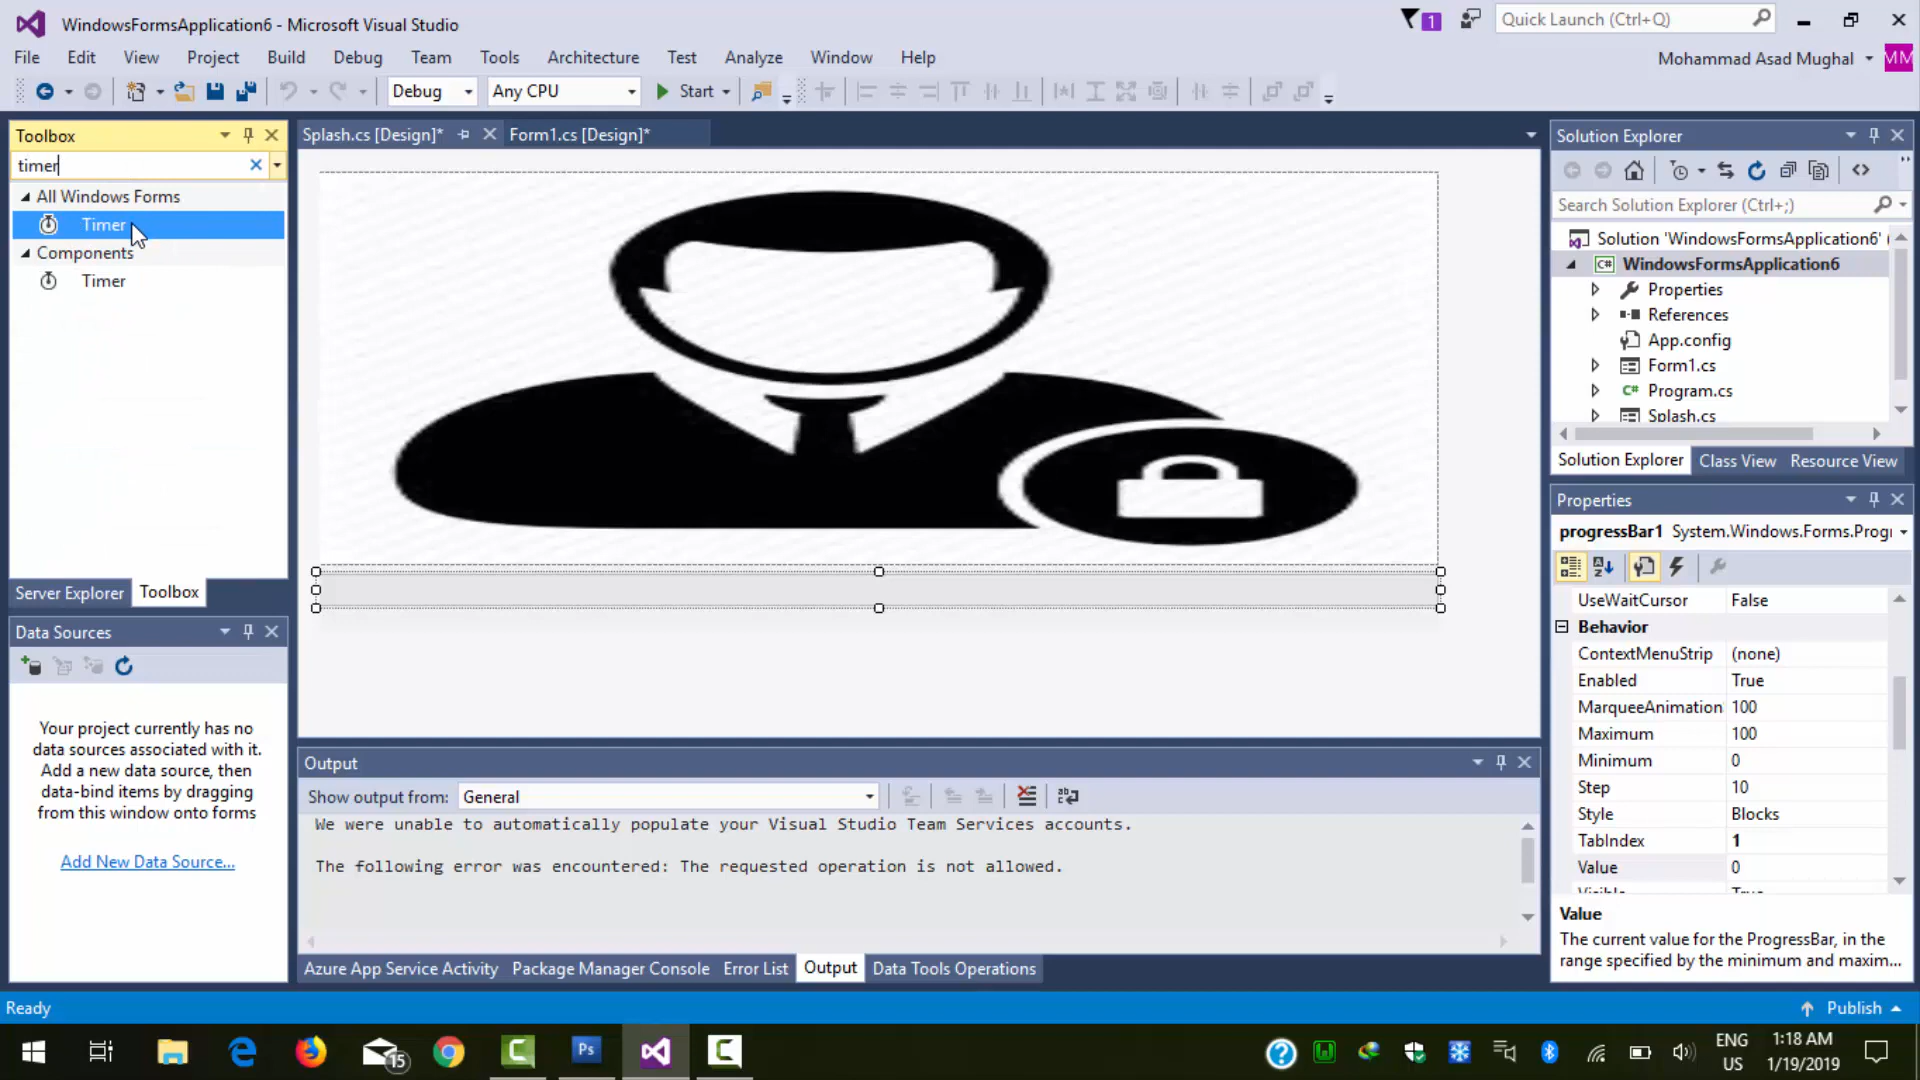 WindowsFormsApplication6 - Microsoft Visual Studio
1
Quick Launch (Ctrl+Q)
File Edit View Project Build Debug Team Tools Architecture Test Analyze Window Help
Mohammad Asad Mughal MM
Debug Any CPU Start
Toolbox
timer
All Windows Forms
Timer
Components
Timer
Server Explorer Toolbox
Data Sources
Your project currently has no
data sources associated with it.
Add a new data source, then
data-bind items by dragging
from this window onto forms
Add New Data Source...
Splash.cs [Design]* Form1.cs [Design]*
Output
Show output from: General
We were unable to automatically populate your Visual Studio Team Services accounts.
The following error was encountered: The requested operation is not allowed.
Azure App Service Activity Package Manager Console Error List Output Data Tools Operations
Solution Explorer
Search Solution Explorer (Ctrl+;)
Solution 'WindowsFormsApplication6' (
C# WindowsFormsApplication6
Properties
References
App.config
Form1.cs
C# Program.cs
Splash.cs
Solution Explorer Class View Resource View
Properties
progressBar1 System.Windows.Forms.Progr
UseWaitCursor False
Behavior
ContextMenuStrip (none)
Enabled True
MarqueeAnimation 100
Maximum 100
Minimum 0
Step 10
Style Blocks
TabIndex 1
Value 0
Visible True
Value
The current value for the ProgressBar, in the
range specified by the minimum and maxim...
Ready
Publish
15
Ps
ENG
US
1:18 AM
1/19/2019